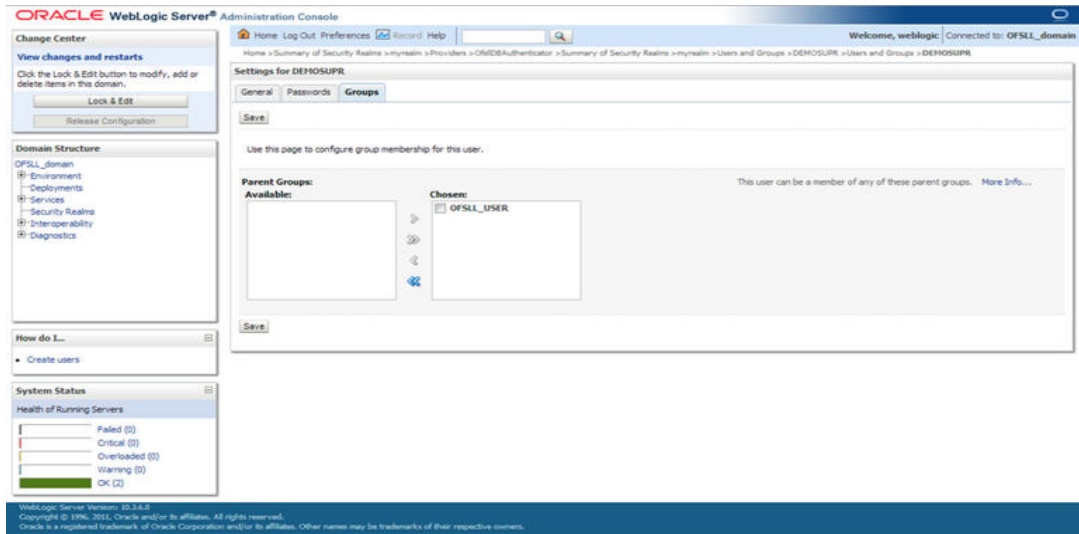 ORACLE WebLogic Server® Administration Console
Change Center
View changes and restarts
Click the Lock & Edit button to modify, add or
delete items in this domain.
Lock & Edit
Release Configuration
Domain Structure
OFSLL_domain
Environment
Deployments
Services
Security Realms
Interoperability
Diagnostics
How do I...
Create users
System Status
Health of Running Servers
Failed (0)
Critical (0)
Overloaded (0)
Warning (0)
OK (2)
Home Log Out Preferences Record Help
Welcome, weblogic Connected to: OFSLL_domain
Home >Summary of Security Realms >myrealm >Providers >OfsllDBAuthenticator >Summary of Security Realms >myrealm >Users and Groups >DEMOSUPR >Users and Groups >DEMOSUPR
Settings for DEMOSUPR
General Passwords Groups
Save
Use this page to configure group membership for this user.
Parent Groups:
Available:
Chosen:
OFSLL_USER
This user can be a member of any of these parent groups. More Info...
Save
WebLogic Server Version: 10.3.6.0
Copyright © 1996, 2011, Oracle and/or its affiliates. All rights reserved.
Oracle is a registered trademark of Oracle Corporation and/or its affiliates. Other names may be trademarks of their respective owners.